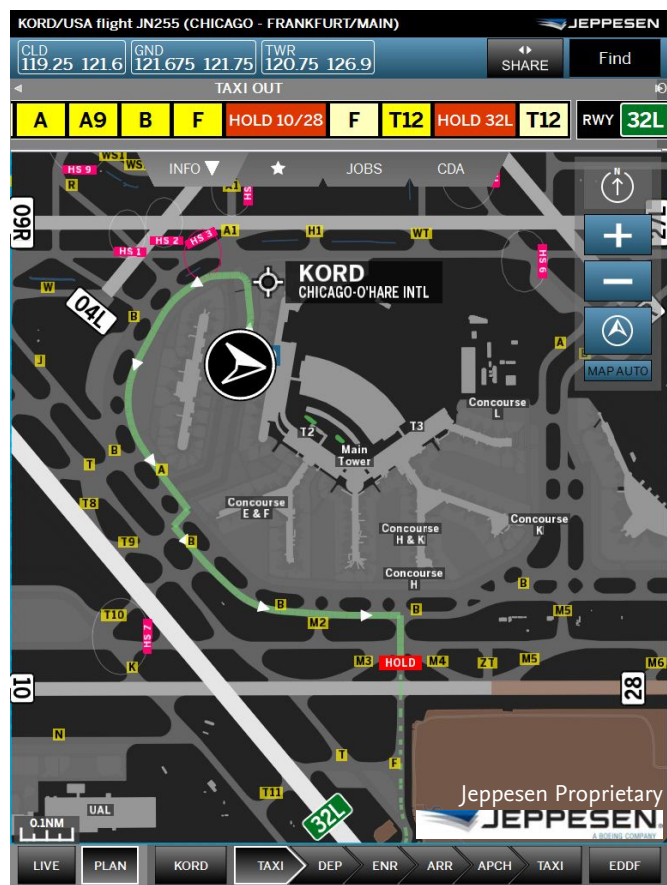 KORD/USA flight JN255 (CHICAGO - FRANKFURT/MAIN)
JEPPESEN
CLD
119.25 121.6
GND
121.675 121.75
TWR
120.75 126.9
SHARE
Find
TAXI OUT
A A9 B F HOLD 10/28 F T12 HOLD 32L T12 RWY 32L
INFO
JOBS
CDA
N
WS1
HS 9
R
A1
09R
HS 1
HS 2
HS 3
A1
H1
WT
HS 6
27L
KORD
CHICAGO-O'HARE INTL
W
04L
B
J
A
MAP AUTO
Concourse
L
T2
T3
Main
Tower
B
T
A
T8
Concourse
E & F
Concourse
H & K
Concourse
K
T9
B
Concourse
H
B
T10
B
M2
B
M5
HS 7
K
M3
HOLD
M4
ZT
M5
M6
10
28
N
T
F
T11
UAL
32L
0.1NM
Jeppesen Proprietary
JEPPESEN.
A BOEING COMPANY
LIVE
PLAN
KORD
TAXI
DEP
ENR
ARR
APCH
TAXI
EDDF